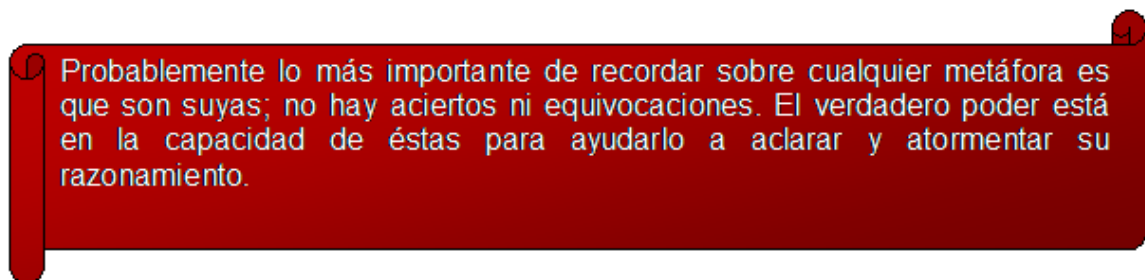 Probablemente lo más importante de recordar sobre cualquier metáfora es
que son suyas; no hay aciertos ni equivocaciones. El verdadero poder está
en la capacidad de éstas para ayudarlo a aclarar y atormentar su
razonamiento.